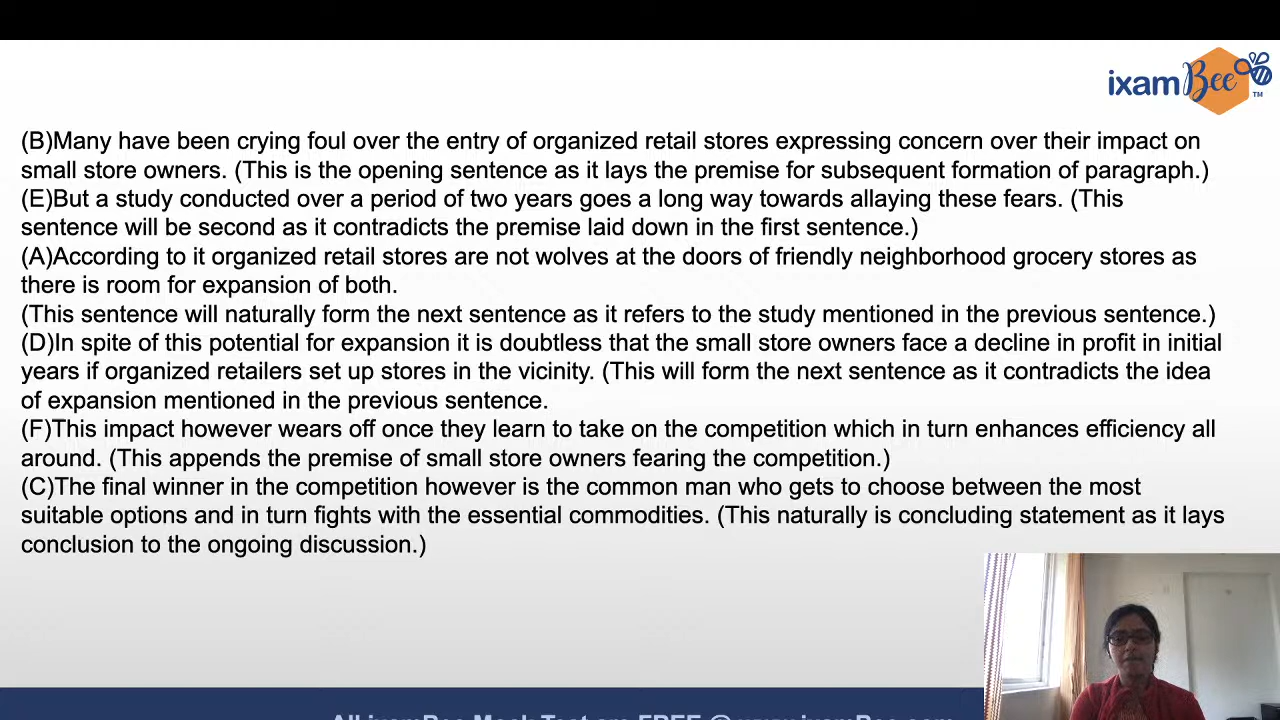 ixamBee
TM
(B)Many have been crying foul over the entry of organized retail stores expressing concern over their impact on
small store owners. (This is the opening sentence as it lays the premise for subsequent formation of paragraph.)
(E)But a study conducted over a period of two years goes a long way towards allaying these fears. (This
sentence will be second as it contradicts the premise laid down in the first sentence.)
(A)According to it organized retail stores are not wolves at the doors of friendly neighborhood grocery stores as
there is room for expansion of both.
(This sentence will naturally form the next sentence as it refers to the study mentioned in the previous sentence.)
(D)In spite of this potential for expansion it is doubtless that the small store owners face a decline in profit in initial
years if organized retailers set up stores in the vicinity. (This will form the next sentence as it contradicts the idea
of expansion mentioned in the previous sentence.
(F)This impact however wears off once they learn to take on the competition which in turn enhances efficiency all
around. (This appends the premise of small store owners fearing the competition.)
(C)The final winner in the competition however is the common man who gets to choose between the most
suitable options and in turn fights with the essential commodities. (This naturally is concluding statement as it lays
conclusion to the ongoing discussion.)
All ixamBee Mock Test are FREE @ www.ixamBee.com